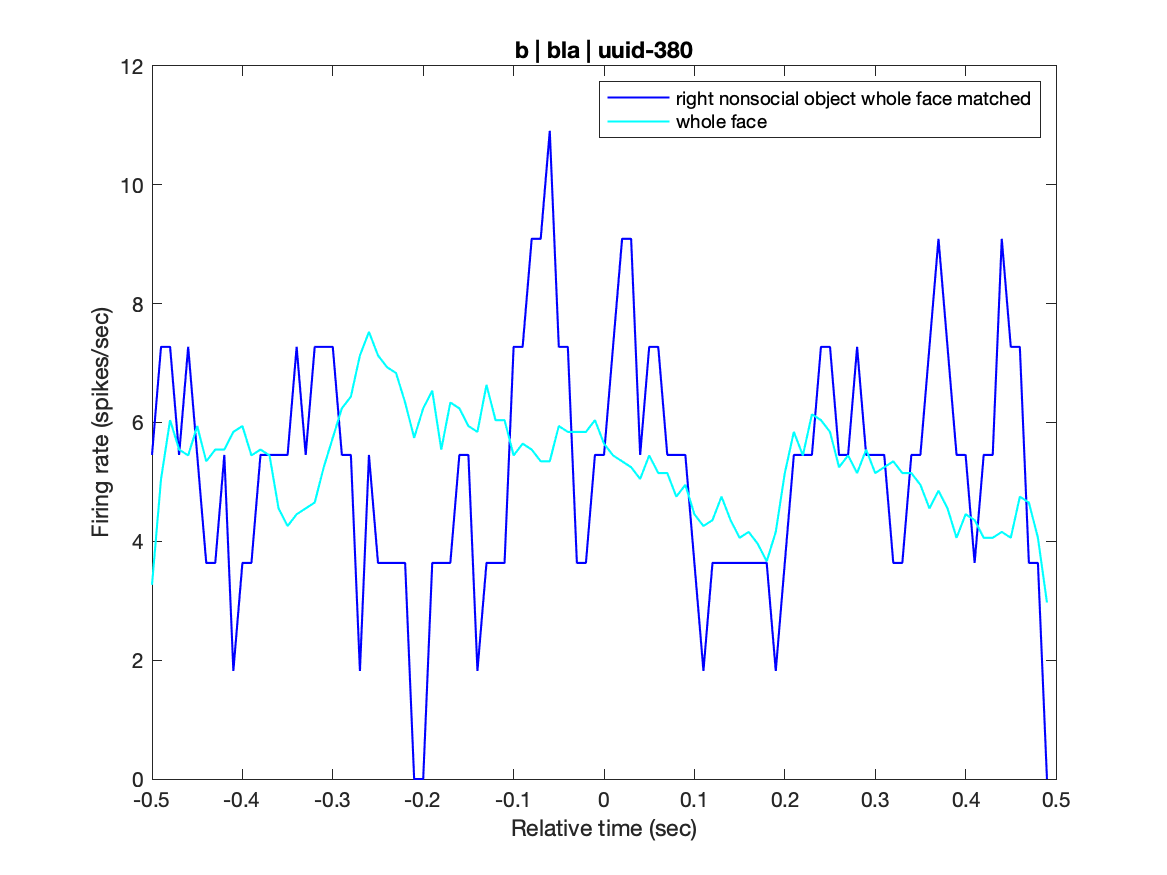 b | bla | uuid-380
right nonsocial object whole face matched
whole face
Firing rate (spikes/sec)
12
10
8
6
4
2
0
-0.5 -0.4 -0.3 -0.2 -0.1 0 0.1 0.2 0.3 0.4 0.5
Relative time (sec)